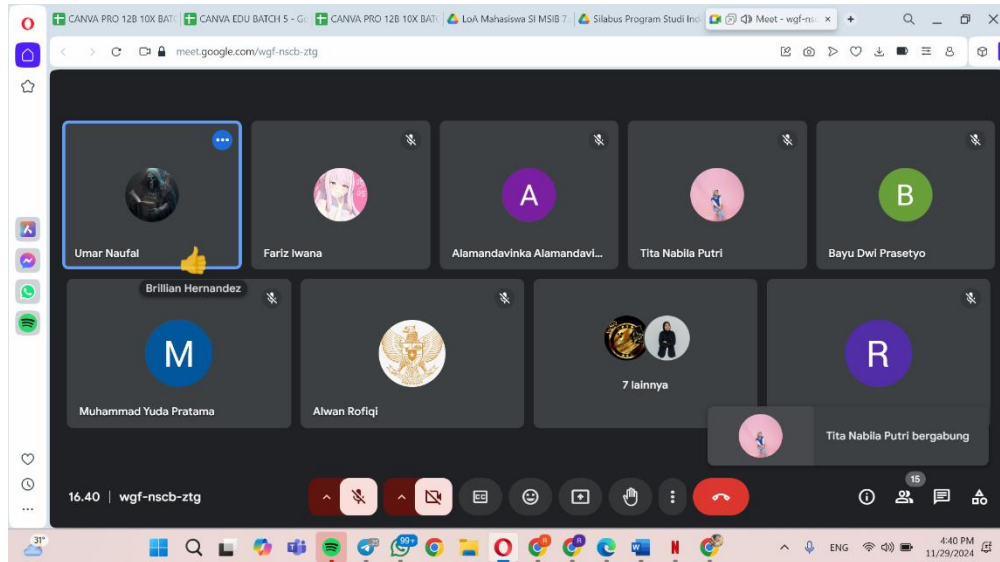 CANVA PRO 12B 10X BAT
CANVA EDU BATCH 5 - G
CANVA PRO 12B 10X BAT
LoA Mahasiswa SI MSIB 7.
Silabus Program Studi Ind
Meet - wgf-nsc
meet.google.com/wgf-nscb-ztg
Umar Naufal
Fariz Iwana
A
Alamandavinka Alamandavi...
Tita Nabila Putri
B
Bayu Dwi Prasetyo
Brillian Hernandez
M
Muhammad Yuda Pratama
Alwan Rofiqi
7 lainnya
R
Tita Nabila Putri bergabung
16.40 | wgf-nscb-ztg
CC
15
31°
99+
ENG
4:40 PM
11/29/2024